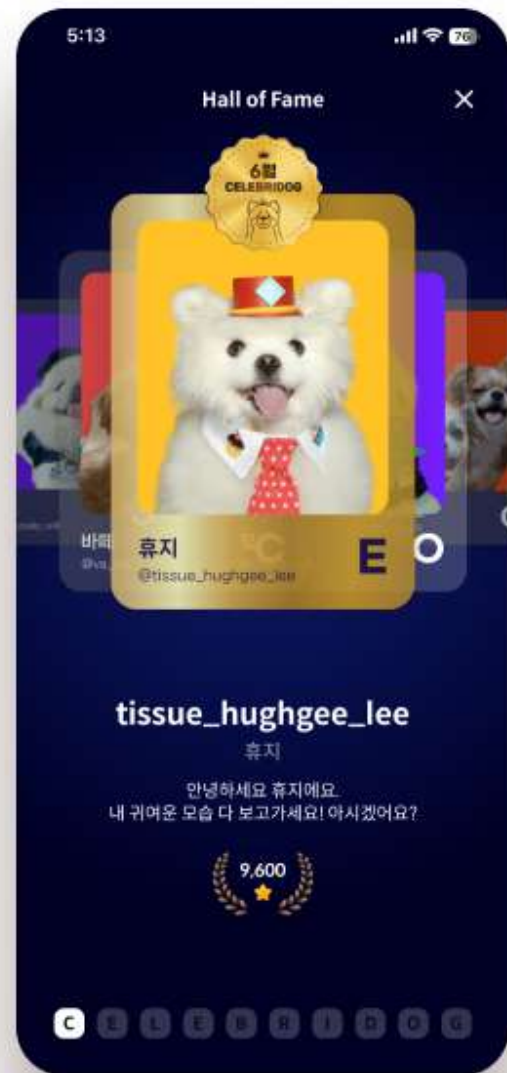 5:13
76
Hall of Fame
6월
CELEBRIDOG
바
휴지
@tissue_hughgee_lee
E
O
tissue_hughgee_lee
휴지
안녕하세요 휴지에요.
내 귀여운 모습 다 보고가세요! 아시겠어요?
9,600
C E L E B R I D O G